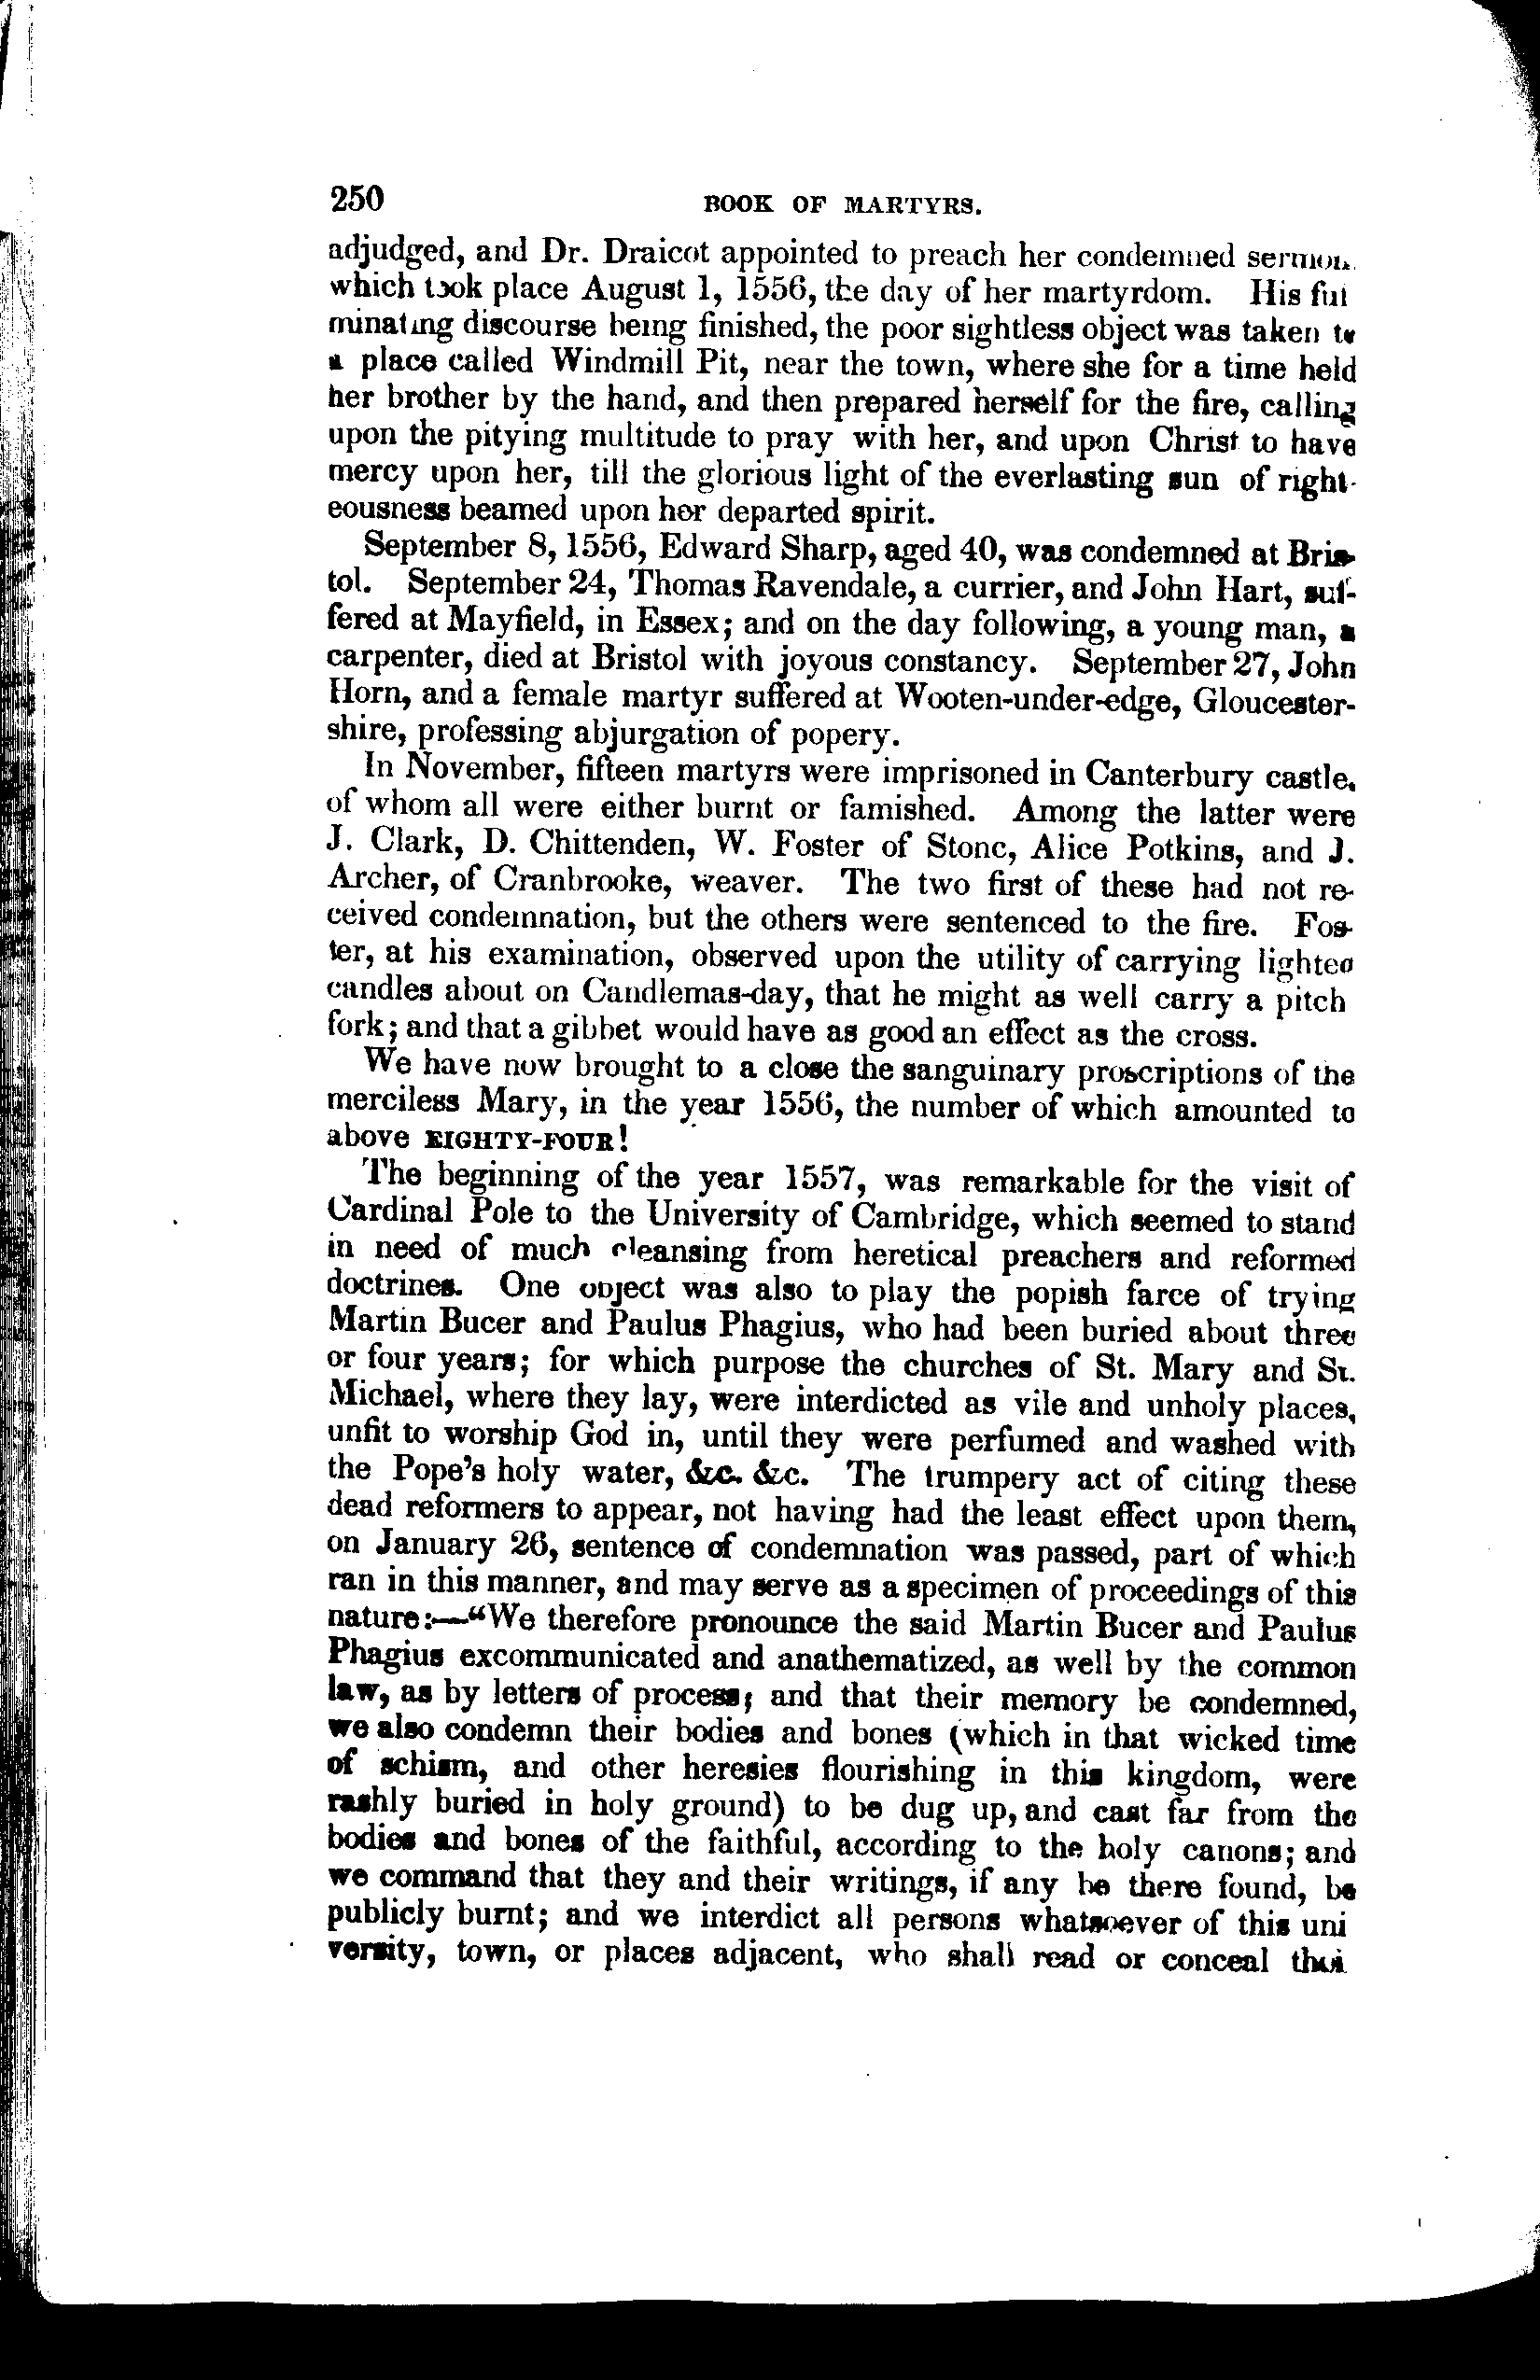 250 BOOK OF MARTYRS.
adjudged, and Dr. Draicot appointed to preach her condemned sermon,
which took place August 1, 1556, the day of her martyrdom. His ful
minating discourse being finished, the poor sightless object was taken to
a place called Windmill Pit, near the town, where she for a time held
her brother by the hand, and then prepared herself for the fire, calling
upon the pitying multitude to pray with her, and upon Christ to have
mercy upon her, till the glorious light of the everlasting sun of right-
eousness beamed upon her departed spirit.
September 8, 1556, Edward Sharp, aged 40, was condemned at Bris-
tol. September 24, Thomas Ravendale, a currier, and John Hart, suf-
fered at Mayfield, in Essex; and on the day following, a young man, a
carpenter, died at Bristol with joyous constancy. September 27, John
Horn, and a female martyr suffered at Wooten-under-edge, Gloucester-
shire, professing abjurgation of popery.
In November, fifteen martyrs were imprisoned in Canterbury castle,
of whom all were either burnt or famished. Among the latter were
J. Clark, D. Chittenden, W. Foster of Stone, Alice Potkins, and J.
Archer, of Cranbrooke, weaver. The two first of these had not re-
ceived condemnation, but the others were sentenced to the fire. Fos-
ter, at his examination, observed upon the utility of carrying lighted
candles about on Candlemas-day, that he might as well carry a pitch
fork; and that a gibbet would have as good an effect as the cross.
We have now brought to a close the sanguinary proscriptions of the
merciless Mary, in the year 1556, the number of which amounted to
above EIGHTY-FOUR!
The beginning of the year 1557, was remarkable for the visit of
Cardinal Pole to the University of Cambridge, which seemed to stand
in need of much cleansing from heretical preachers and reformed
doctrines. One object was also to play the popish farce of trying
Martin Bucer and Paulus Phagius, who had been buried about three
or four years; for which purpose the churches of St. Mary and St.
Michael, where they lay, were interdicted as vile and unholy places,
unfit to worship God in, until they were perfumed and washed with
the Pope's holy water, &c. &c. The trumpery act of citing these
dead reformers to appear, not having had the least effect upon them,
on January 26, sentence of condemnation was passed, part of which
ran in this manner, and may serve as a specimen of proceedings of this
nature:—"We therefore pronounce the said Martin Bucer and Paulus
Phagius excommunicated and anathematized, as well by the common
law, as by letters of process; and that their memory be condemned,
we also condemn their bodies and bones (which in that wicked time
of schism, and other heresies flourishing in this kingdom, were
rashly buried in holy ground) to be dug up, and cast far from the
bodies and bones of the faithful, according to the holy canons; and
we command that they and their writings, if any be there found, be
publicly burnt; and we interdict all persons whatsoever of this uni
versity, town, or places adjacent, who shall read or conceal